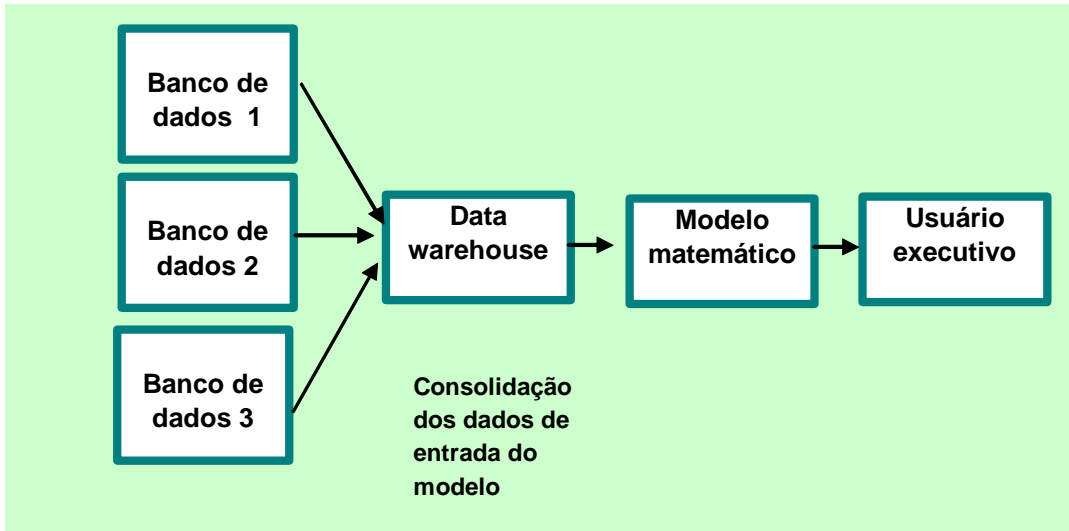 Banco de
dados 1
Banco de
dados 2
Banco de
dados 3
Data
warehouse
Modelo
matemático
Usuário
executivo
Consolidação
dos dados de
entrada do
modelo